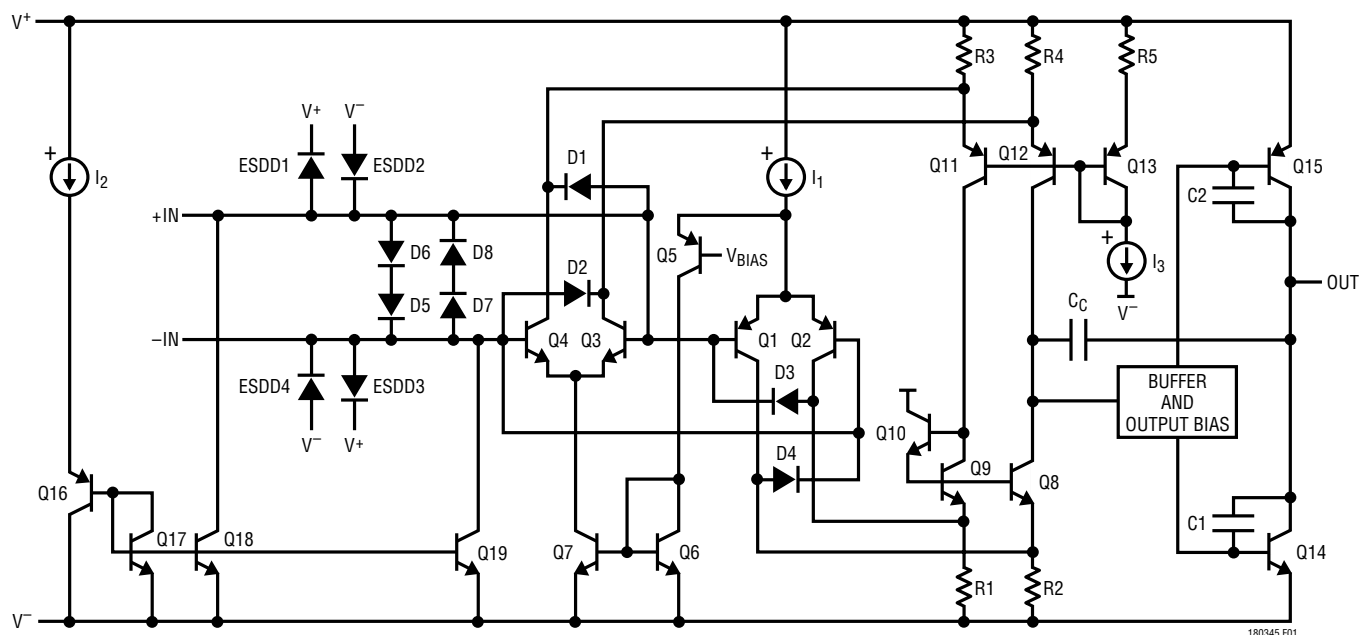 V+
R3
R4
R5
V+
V−
ESDD1
ESDD2
+
I2
D1
+
I1
Q11
Q12
Q13
Q15
C2
+IN
D6
D8
Q5
VBIAS
+
I3
V−
OUT
D2
D5
D7
−IN
Q4
Q3
Q1
Q2
CC
ESDD4
ESDD3
V−
V+
D3
BUFFER
AND
OUTPUT BIAS
Q10
D4
Q9
Q8
Q16
C1
Q17
Q18
Q19
Q7
Q6
Q14
R1
R2
V−
180345 F01